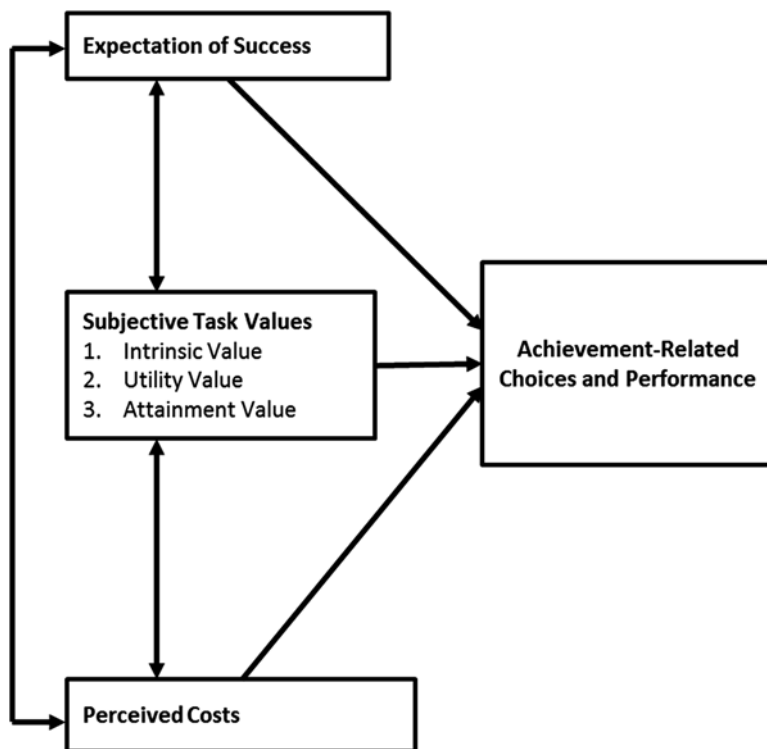 Expectation of Success
Subjective Task Values
1. Intrinsic Value
2. Utility Value
3. Attainment Value
Achievement-Related
Choices and Performance
Perceived Costs